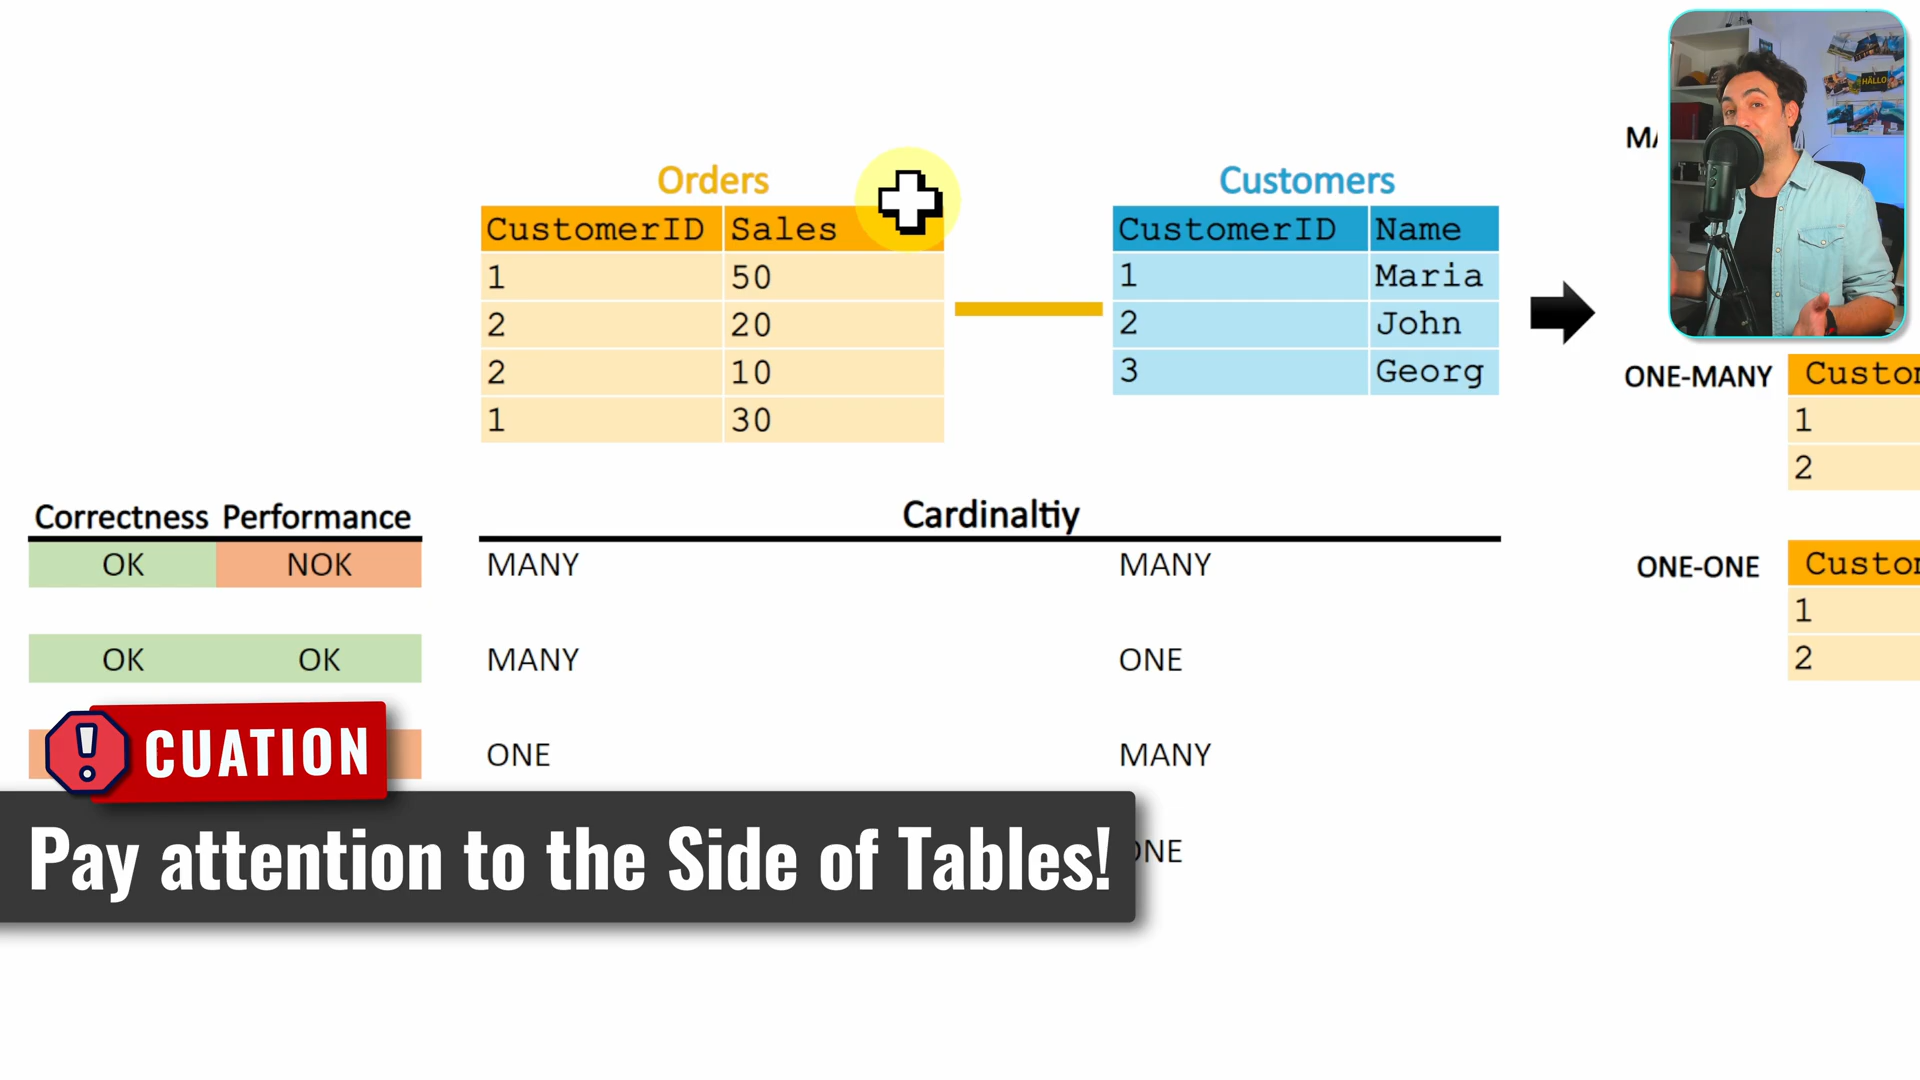 HÄLLO
MA
Orders
Customers
CustomerID Sales
1 50
2 20
2 10
1 30
CustomerID Name
1 Maria
2 John
3 Georg
ONE-MANY
Custo
1
2
ONE-ONE
Custo
1
2
Correctness Performance
Cardinaltiy
OK NOK MANY MANY
OK OK MANY ONE
ONE MANY
ONE
CUATION
Pay attention to the Side of Tables!